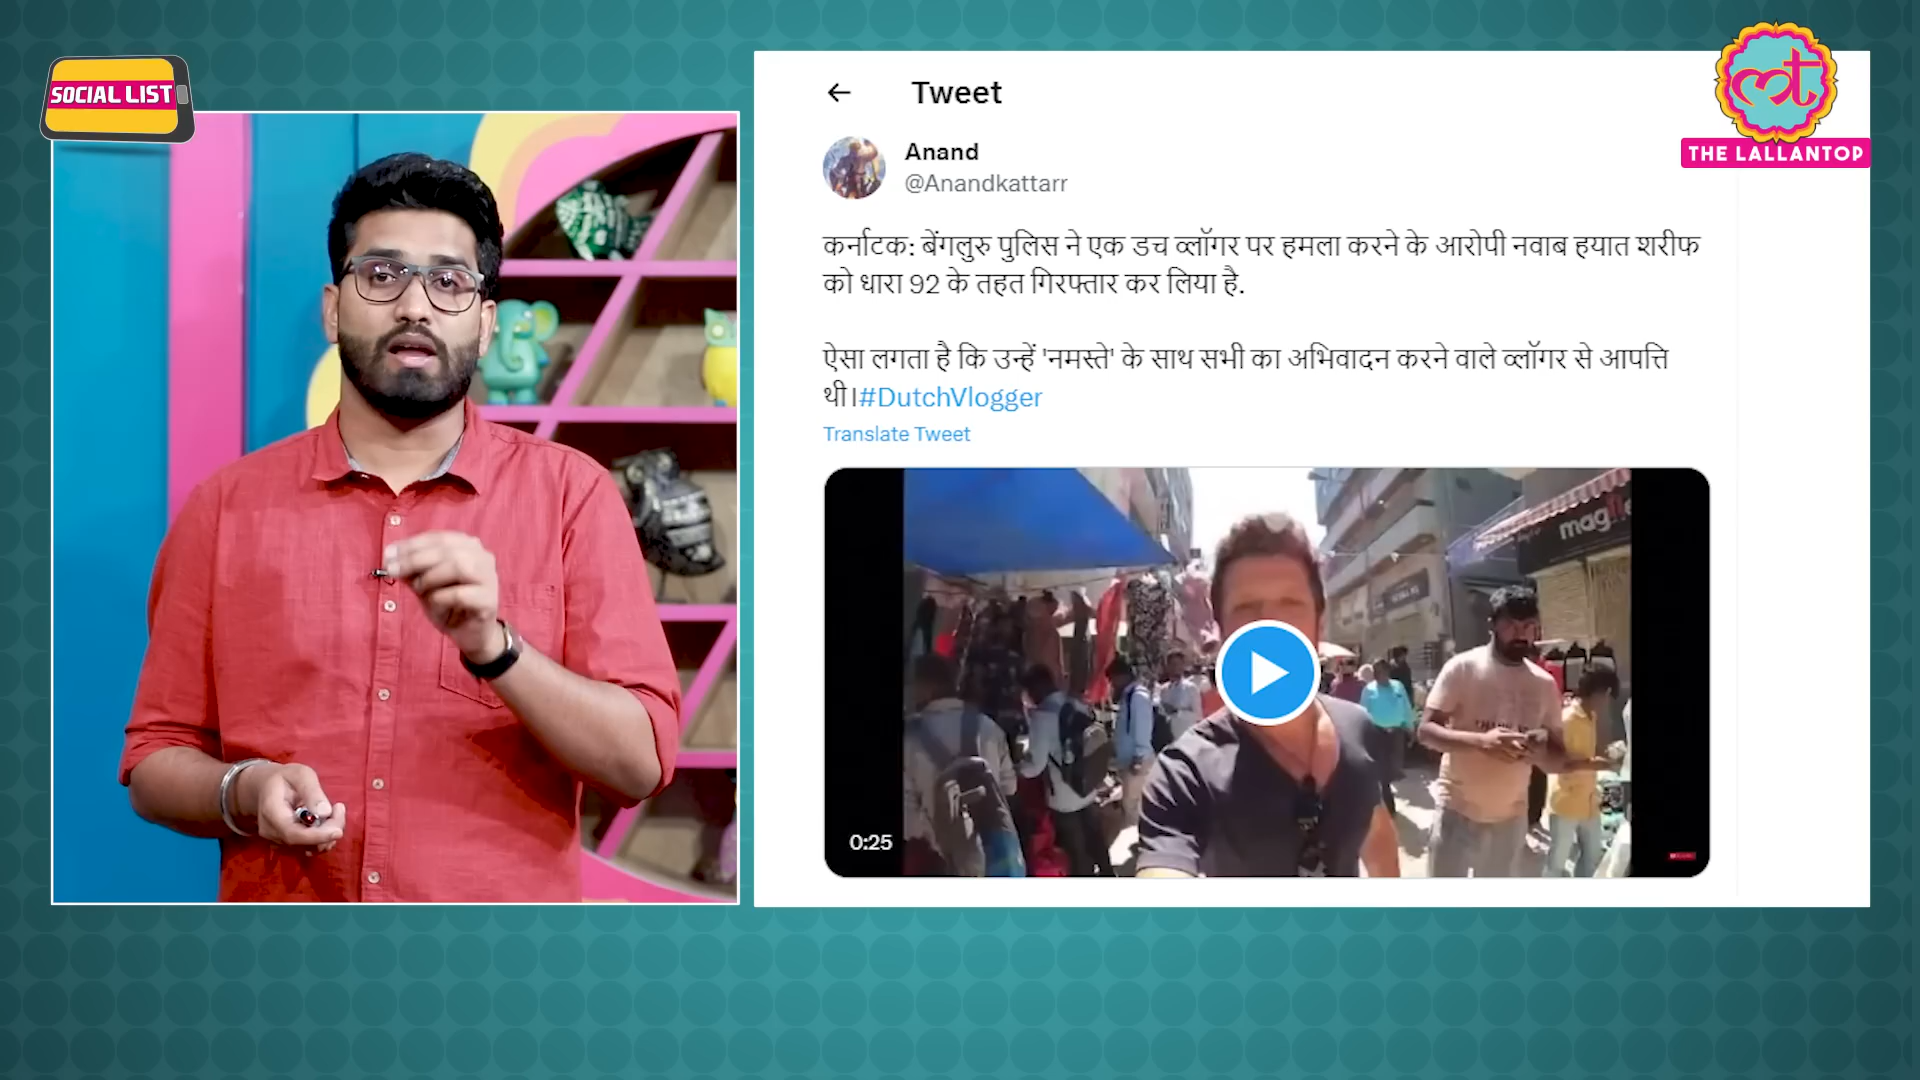 SOCIAL LIST
THE LALLANTOP
Tweet
Anand
@Anandkattarr
कर्नाटक: बेंगलुरु पुलिस ने एक डच व्लॉगर पर हमला करने के आरोपी नवाब हयात शरीफ
को धारा 92 के तहत गिरफ्तार कर लिया है.
ऐसा लगता है कि उन्हें 'नमस्ते' के साथ सभी का अभिवादन करने वाले व्लॉगर से आपत्ति
थी।#DutchVlogger
Translate Tweet
0:25